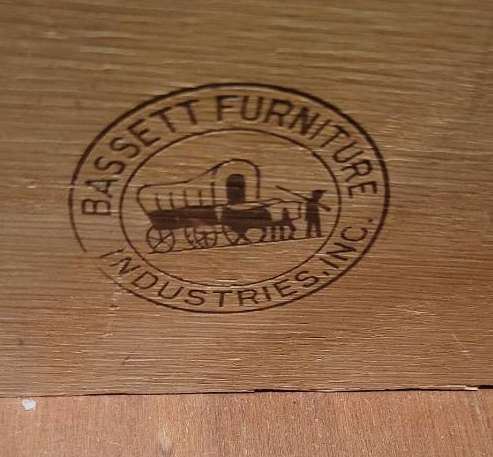 BASSETT FURNITURE
INDUSTRIES, INC.